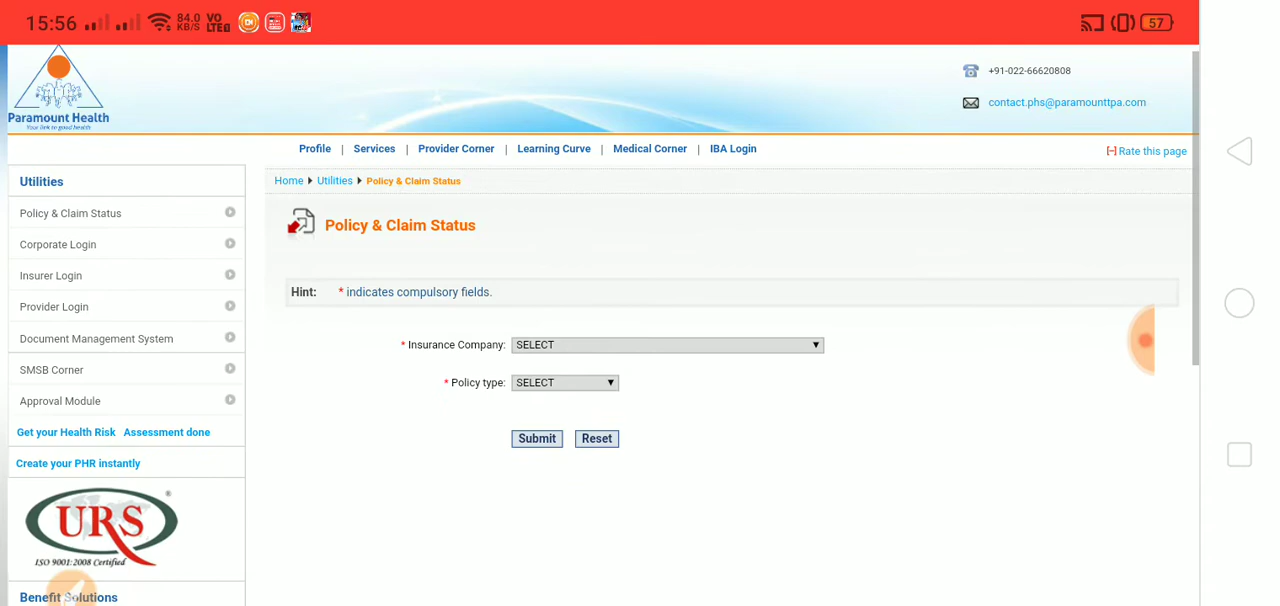 15:56 84.0 KB/S VO LTE 57
Paramount Health
Your link to good health
+91-022-66620808
contact.phs@paramounttpa.com
Profile | Services | Provider Corner | Learning Curve | Medical Corner | IBA Login
[–] Rate this page
Utilities
Policy & Claim Status
Corporate Login
Insurer Login
Provider Login
Document Management System
SMSB Corner
Approval Module
Get your Health Risk Assessment done
Create your PHR instantly
URS ®
ISO 9001:2008 Certified
Benefit Solutions
Home Utilities Policy & Claim Status
Policy & Claim Status
Hint: * indicates compulsory fields.
* Insurance Company: SELECT
* Policy type: SELECT
Submit Reset